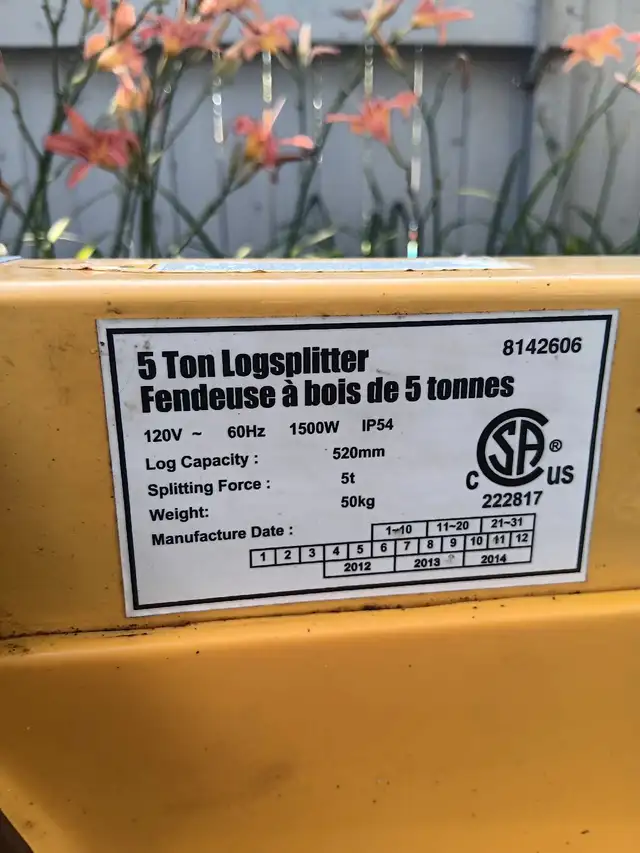 5 Ton Logsplitter
8142606
Fendeuse à bois de 5 tonnes
120V ~ 60Hz 1500W IP54
Log Capacity : 520mm
Splitting Force : 5t
Weight: 50kg
CSA ® C US
222817
Manufacture Date :
1~10 11~20 21~31
1 2 3 4 5 6 7 8 9 10 11 12
2012 2013 2014